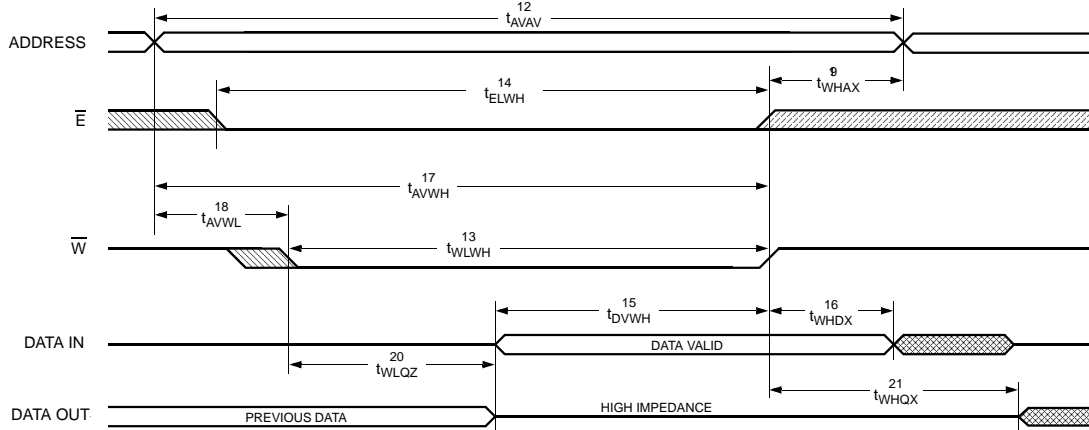 12
tAVAV
ADDRESS
14
tELWH
9
tWHAX
E
17
tAVWH
18
tAVWL
13
tWLWH
W
15
tDVWH
16
tWHDX
DATA IN
DATA VALID
20
tWLQZ
21
tWHQX
DATA OUT
PREVIOUS DATA
HIGH IMPEDANCE